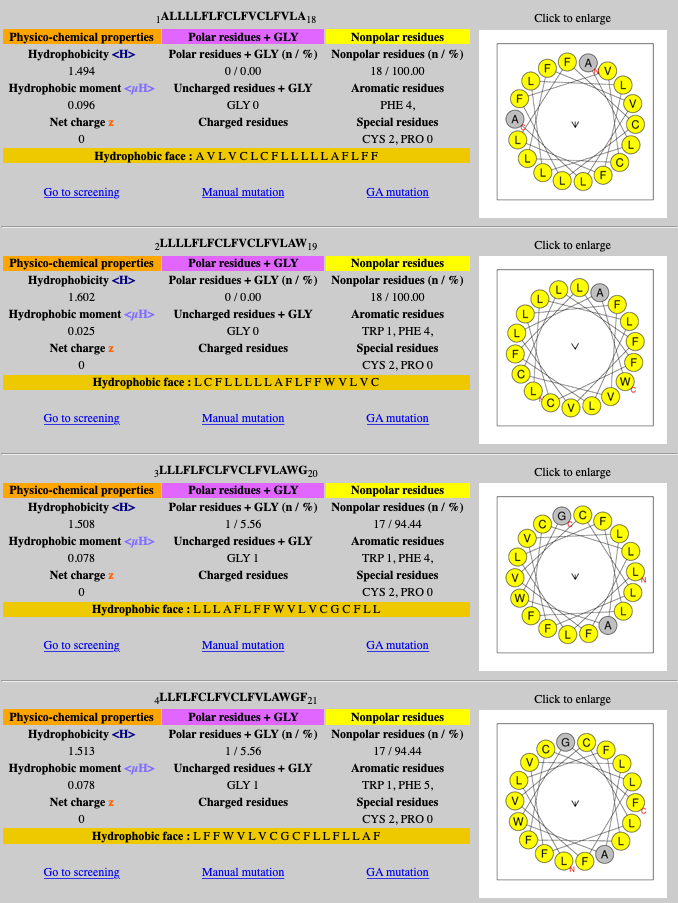 1ALLLLFLFCLFVCLFVLA18
Click to enlarge
Physico-chemical properties Polar residues + GLY Nonpolar residues
Hydrophobicity <H> Polar residues + GLY (n / %) Nonpolar residues (n / %)
1.494 0 / 0.00 18 / 100.00
Hydrophobic moment <µH> Uncharged residues + GLY Aromatic residues
0.096 GLY 0 PHE 4,
Net charge z Charged residues Special residues
0 CYS 2, PRO 0
Hydrophobic face : A V L V C L C F L L L L L A F L F F
Go to screening Manual mutation GA mutation
A V L V C L C F L L L L L A F L F F
N C
2LLLLFLFCLFVCLFVLAW19
Click to enlarge
Physico-chemical properties Polar residues + GLY Nonpolar residues
Hydrophobicity <H> Polar residues + GLY (n / %) Nonpolar residues (n / %)
1.602 0 / 0.00 18 / 100.00
Hydrophobic moment <µH> Uncharged residues + GLY Aromatic residues
0.025 GLY 0 TRP 1, PHE 4,
Net charge z Charged residues Special residues
0 CYS 2, PRO 0
Hydrophobic face : L C F L L L L L A F L F F W V L V C
Go to screening Manual mutation GA mutation
A F L F F W V L V C L C F L L L L L
C N
3LLLFLFCLFVCLFVLAWG20
Click to enlarge
Physico-chemical properties Polar residues + GLY Nonpolar residues
Hydrophobicity <H> Polar residues + GLY (n / %) Nonpolar residues (n / %)
1.508 1 / 5.56 17 / 94.44
Hydrophobic moment <µH> Uncharged residues + GLY Aromatic residues
0.078 GLY 1 TRP 1, PHE 4,
Net charge z Charged residues Special residues
0 CYS 2, PRO 0
Hydrophobic face : L L L A F L F F W V L V C G C F L L
Go to screening Manual mutation GA mutation
G C F L L L L L A F L F F W V L V C
C N
4LLFLFCLFVCLFVLAWGF21
Click to enlarge
Physico-chemical properties Polar residues + GLY Nonpolar residues
Hydrophobicity <H> Polar residues + GLY (n / %) Nonpolar residues (n / %)
1.513 1 / 5.56 17 / 94.44
Hydrophobic moment <µH> Uncharged residues + GLY Aromatic residues
0.078 GLY 1 TRP 1, PHE 5,
Net charge z Charged residues Special residues
0 CYS 2, PRO 0
Hydrophobic face : L F F W V L V C G C F L L F L L A F
Go to screening Manual mutation GA mutation
G C F L L F L L A F L F F W V L V C
C N